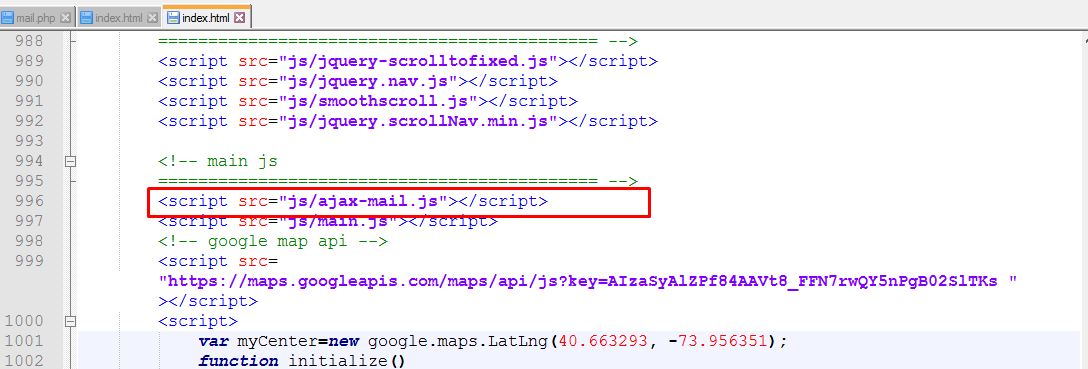 mail.php index.html index.html
988 ============================================ -->
989 <script src="js/jquery-scrolltofixed.js"></script>
990 <script src="js/jquery.nav.js"></script>
991 <script src="js/smoothscroll.js"></script>
992 <script src="js/jquery.scrollNav.min.js"></script>
993
994 <!-- main js
995 ============================================ -->
996 <script src="js/ajax-mail.js"></script>
997 <script src="js/main.js"></script>
998 <!-- google map api -->
999 <script src=
"https://maps.googleapis.com/maps/api/js?key=AIzaSyAlZPf84AAVt8_FFN7rwQY5nPgB02SlTKs "
></script>
1000 <script>
1001 var myCenter=new google.maps.LatLng(40.663293, -73.956351);
1002 function initialize()